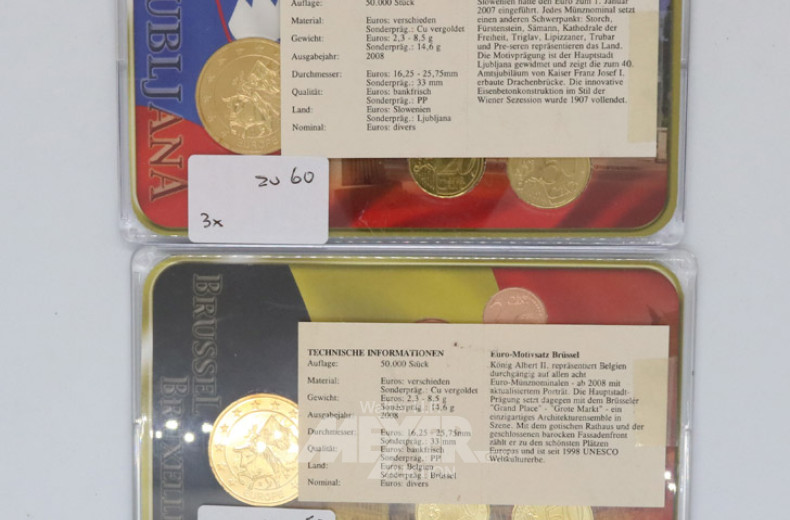 LJUBLJANA
Auflage: 50.000 Stück
Material: Euros: verschieden
Sonderpräg.: Cu vergoldet
Gewicht: Euros: 2,3 - 8,5 g
Sonderpräg.: 14,6 g
Ausgabejahr: 2008
Durchmesser: Euros: 16,25 - 25,75mm
Sonderpräg.: 33 mm
Qualität: Euros: bankfrisch
Sonderpräg.: PP
Land: Euros: Slowenien
Sonderpräg.: Ljubljana
Nominal: Euros: divers
Slowenien hatte den Euro zum 1. Januar
2007 eingeführt. Jedes Münznominal setzt
einen anderen Schwerpunkt: Storch,
Fürstenstein, Sämann, Kathedrale der
Freiheit, Triglav, Lipizzaner, Trubar
und Pre-seren repräsentieren das Land.
Die Motivprägung ist der Hauptstadt
Ljubljana gewidmet und zeigt die zum 40.
Amtsjubiläum von Kaiser Franz Josef I.
erbaute Drachenbrücke. Die innovative
Eisenbetonkonstruktion im Stil der
Wiener Sezession wurde 1907 vollendet.
zu 60
3x
BRUSSEL
TECHNISCHE INFORMATIONEN
Auflage: 50.000 Stück
Material: Euros: verschieden
Sonderpräg.: Cu vergoldet
Gewicht: Euros: 2,3 - 8,5 g
Sonderpräg.: 14,6 g
Ausgabejahr: 2008
Durchmesser: Euros: 16,25 - 25,75mm
Sonderpräg.: 33 mm
Qualität: Euros: bankfrisch
Sonderpräg.: PP
Land: Euros: Belgien
Sonderpräg.: Brüssel
Nominal: Euros: divers
Euro-Motivsatz Brüssel
König Albert II. repräsentiert Belgien
durchgängig auf allen acht
Euro-Münznominalen - ab 2008 mit
aktualisiertem Porträt. Die Hauptstadt-
Prägung setzt dagegen mit dem Brüsseler
"Grand Place" - "Grote Markt" - ein
einzigartiges Architekturensemble in
Szene. Mit dem gotischen Rathaus und der
geschlossenen barocken Fassadenfront
zählt er zu den schönsten Plätzen
Europas und ist seit 1998 UNESCO
Weltkulturerbe.